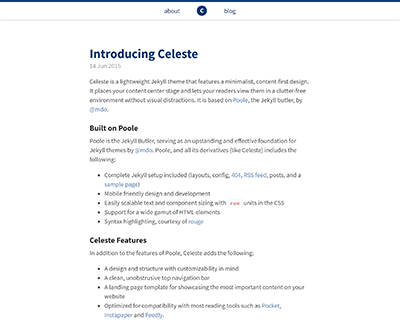 about C blog
Introducing Celeste
14 Jun 2015
Celeste is a lightweight Jekyll theme that features a minimalist, content-first design.
It places your content center stage and lets your readers view them in a clutter-free
environment without visual distractions. It is based on Poole, the Jekyll butler, by
@mdo.
Built on Poole
Poole is the Jekyll Butler, serving as an upstanding and effective foundation for
Jekyll themes by @mdo. Poole, and all its derivatives (like Celeste) includes the
following:
• Complete Jekyll setup included (layouts, config, 404, RSS feed, posts, and a
sample page)
• Mobile friendly design and development
• Easily scalable text and component sizing with rem units in the CSS
• Support for a wide gamut of HTML elements
• Syntax highlighting, courtesy of rouge
Celeste Features
In addition to the features of Poole, Celeste adds the following:
• A design and structure with customizability in mind
• A clean, unobstrusive top navigation bar
• A landing page template for showcasing the most important content on your
website
• Optimized for compatibility with most reading tools such as Pocket,
Instapaper and Feedly.